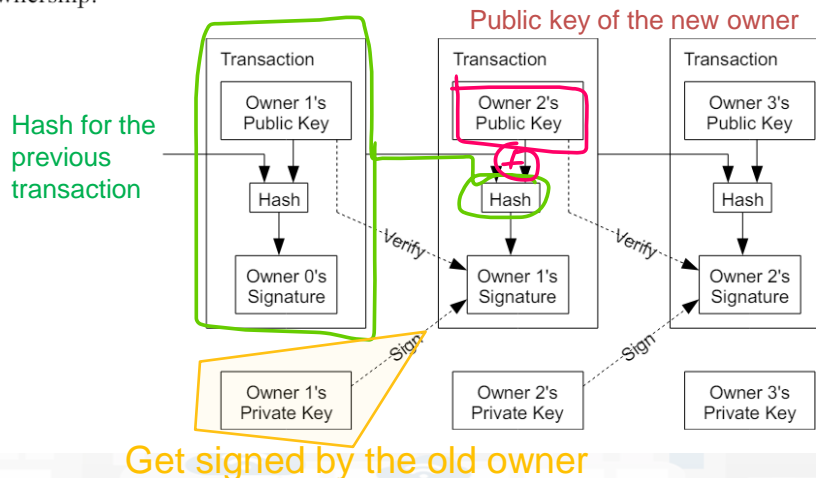 Public key of the new owner
Transaction
Transaction
Transaction
Owner 1's
Public Key
Owner 2's
Public Key
Owner 3's
Public Key
Hash for the
previous
transaction
Hash
Hash
Hash
Verify
Verify
Owner 0's
Signature
Owner 1's
Signature
Owner 2's
Signature
Sign
Sign
Owner 1's
Private Key
Owner 2's
Private Key
Owner 3's
Private Key
Get signed by the old owner